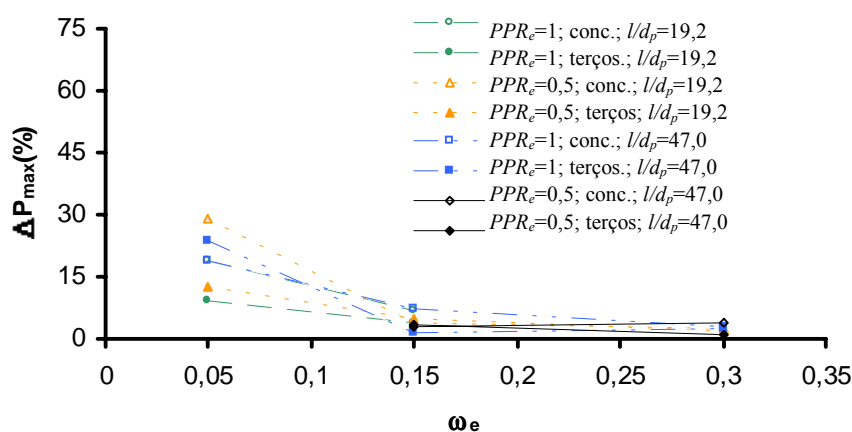 75
60
45
30
15
0
ΔPmax(%)
0
0,05
0,1
0,15
0,2
0,25
0,3
0,35
ωe
PPRe=1; conc.; l/dp=19,2
PPRe=1; terços.; l/dp=19,2
PPRe=0,5; conc.; l/dp=19,2
PPRe=0,5; terços; l/dp=19,2
PPRe=1; conc.; l/dp=47,0
PPRe=1; terços.; l/dp=47,0
PPRe=0,5; conc.; l/dp=47,0
PPRe=0,5; terços; l/dp=47,0